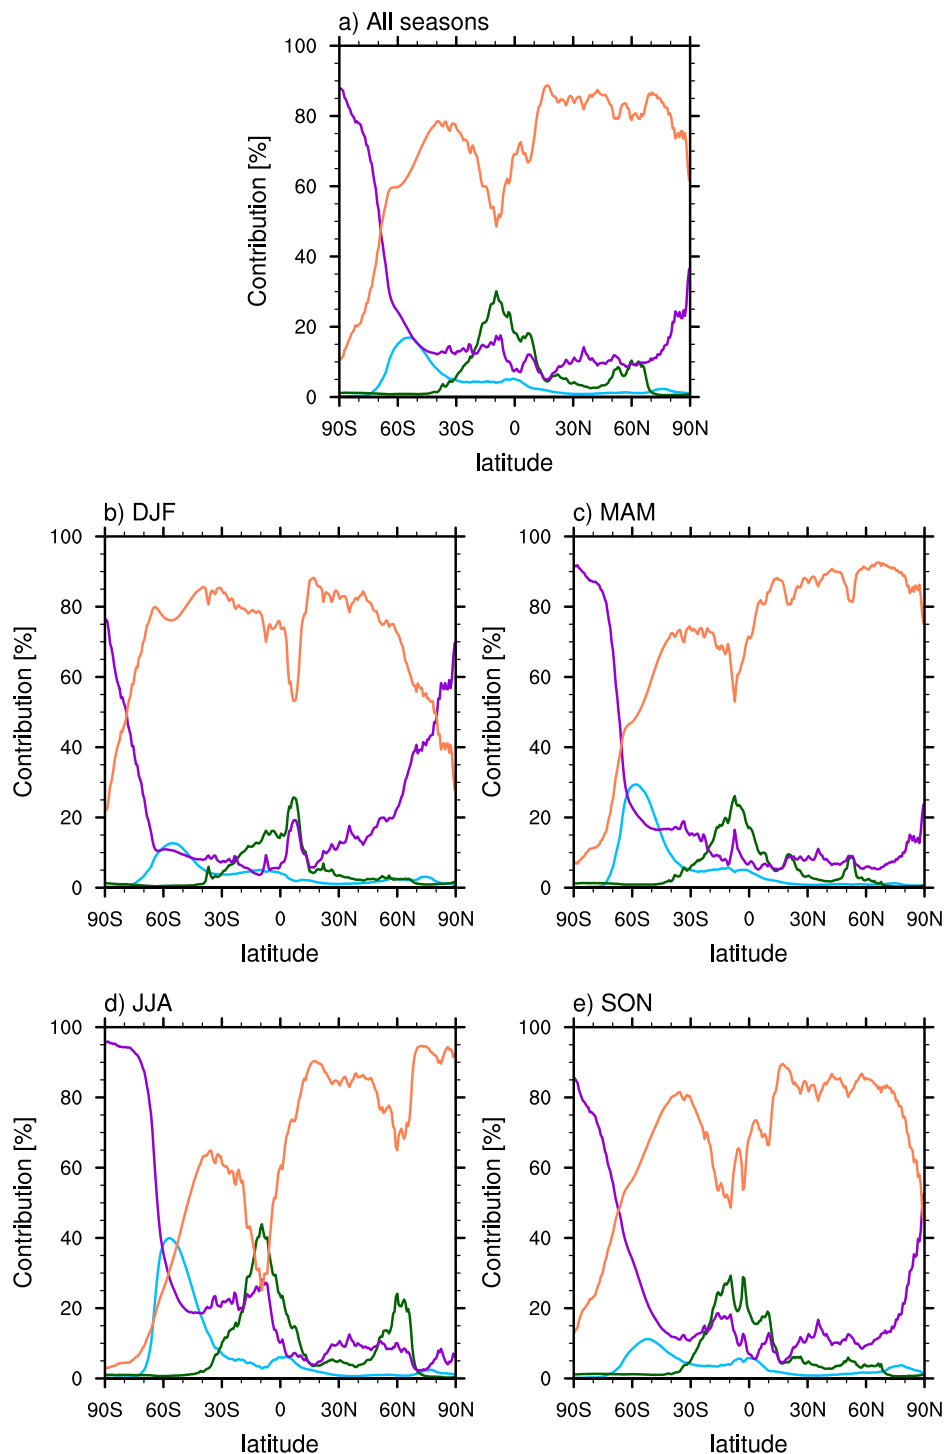 a) All seasons
100
80
60
40
20
0
Contribution [%]
90S 60S 30S 0 30N 60N 90N
latitude
b) DJF
100
80
60
40
20
0
Contribution [%]
90S 60S 30S 0 30N 60N 90N
latitude
c) MAM
100
80
60
40
20
0
Contribution [%]
90S 60S 30S 0 30N 60N 90N
latitude
d) JJA
100
80
60
40
20
0
Contribution [%]
90S 60S 30S 0 30N 60N 90N
latitude
e) SON
100
80
60
40
20
0
Contribution [%]
90S 60S 30S 0 30N 60N 90N
latitude